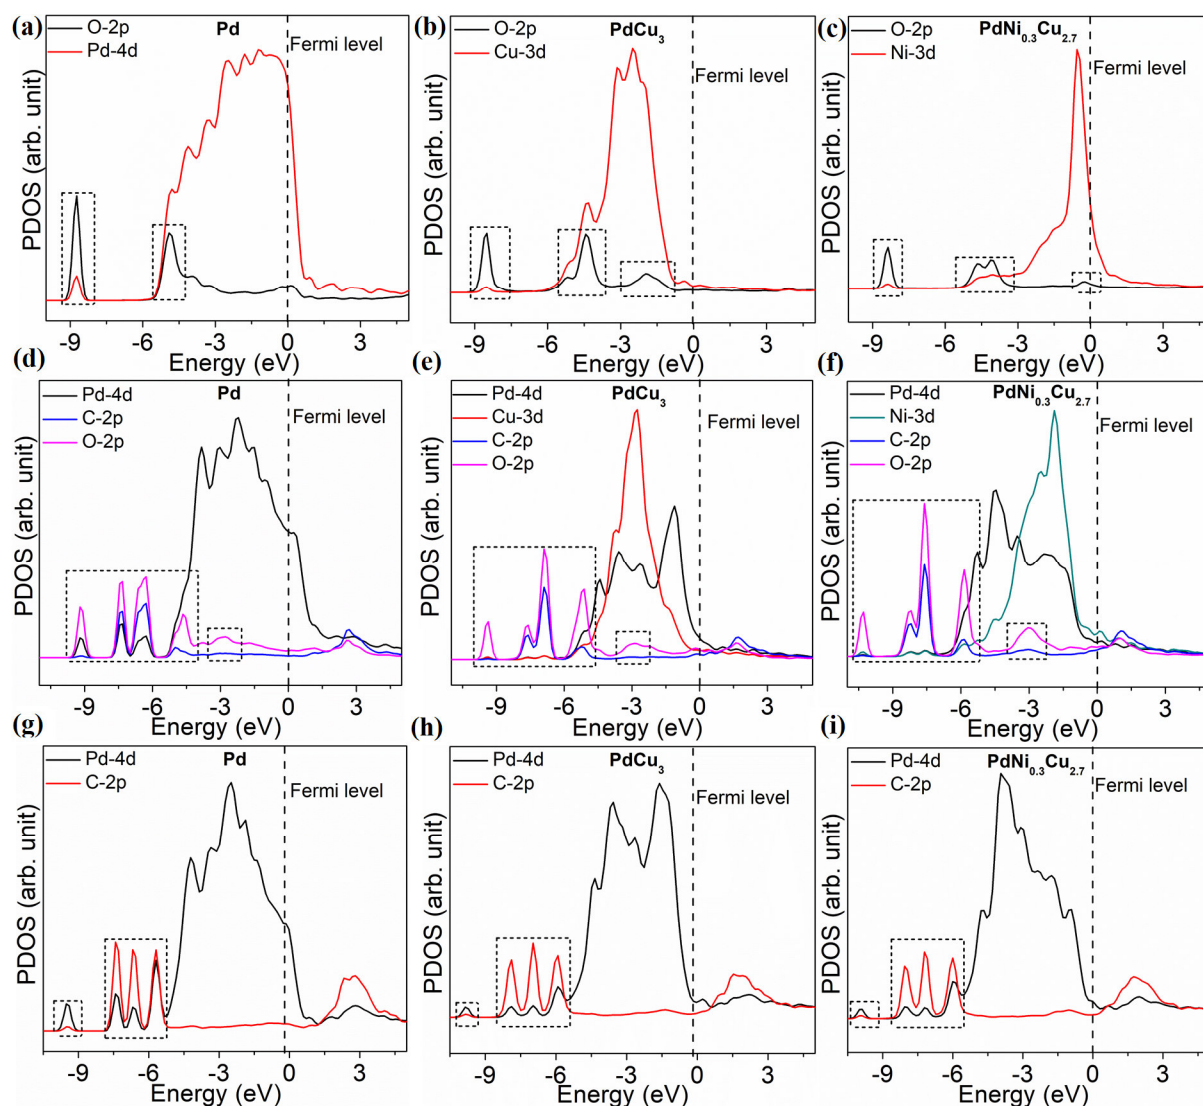 (a)
O-2p
Pd-4d
Pd
Fermi level
PDOS (arb. unit)
-9 -6 -3 0 3
Energy (eV)
(b)
O-2p
Cu-3d
PdCu3
Fermi level
PDOS (arb. unit)
-9 -6 -3 0 3
Energy (eV)
(c)
O-2p
Ni-3d
PdNi0.3Cu2.7
Fermi level
PDOS (arb. unit)
-9 -6 -3 0 3
Energy (eV)
(d)
Pd-4d
C-2p
O-2p
Pd
Fermi level
PDOS (arb. unit)
-9 -6 -3 0 3
Energy (eV)
(e)
Pd-4d
Cu-3d
C-2p
O-2p
PdCu3
Fermi level
PDOS (arb. unit)
-9 -6 -3 0 3
Energy (eV)
(f)
Pd-4d
Ni-3d
C-2p
O-2p
PdNi0.3Cu2.7
Fermi level
PDOS (arb. unit)
-9 -6 -3 0 3
Energy (eV)
(g)
Pd-4d
C-2p
Pd
Fermi level
PDOS (arb. unit)
-9 -6 -3 0 3
Energy (eV)
(h)
Pd-4d
C-2p
PdCu3
Fermi level
PDOS (arb. unit)
-9 -6 -3 0 3
Energy (eV)
(i)
Pd-4d
C-2p
PdNi0.3Cu2.7
Fermi level
PDOS (arb. unit)
-9 -6 -3 0 3
Energy (eV)